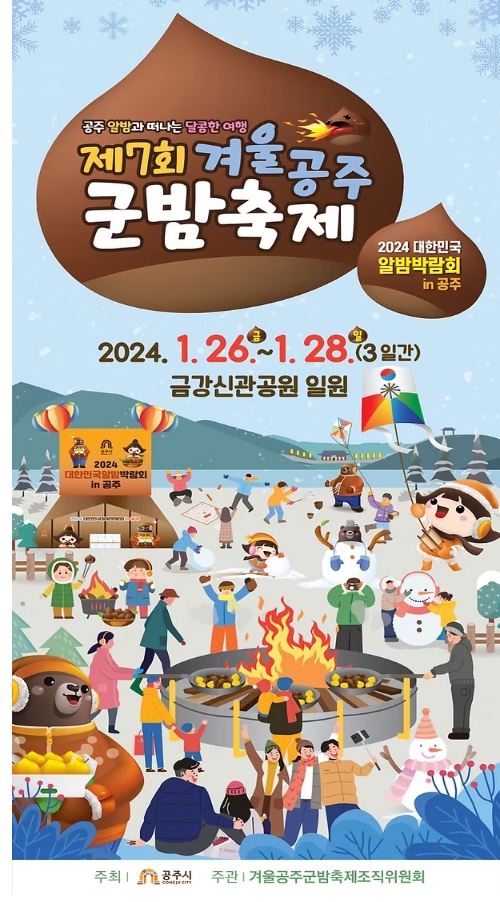 공주 알밤과 떠나는 달콤한 여행
제7회 겨울공주
군밤축제
2024 대한민국
알밤박람회
in 공주
2024. 1. 26.금~1. 28.일(3일간)
금강신관공원 일원
공주시
2024
대한민국알밤박람회
in 공주
주최 | 공주시 GONGJU CITY 주관 | 겨울공주군밤축제조직위원회